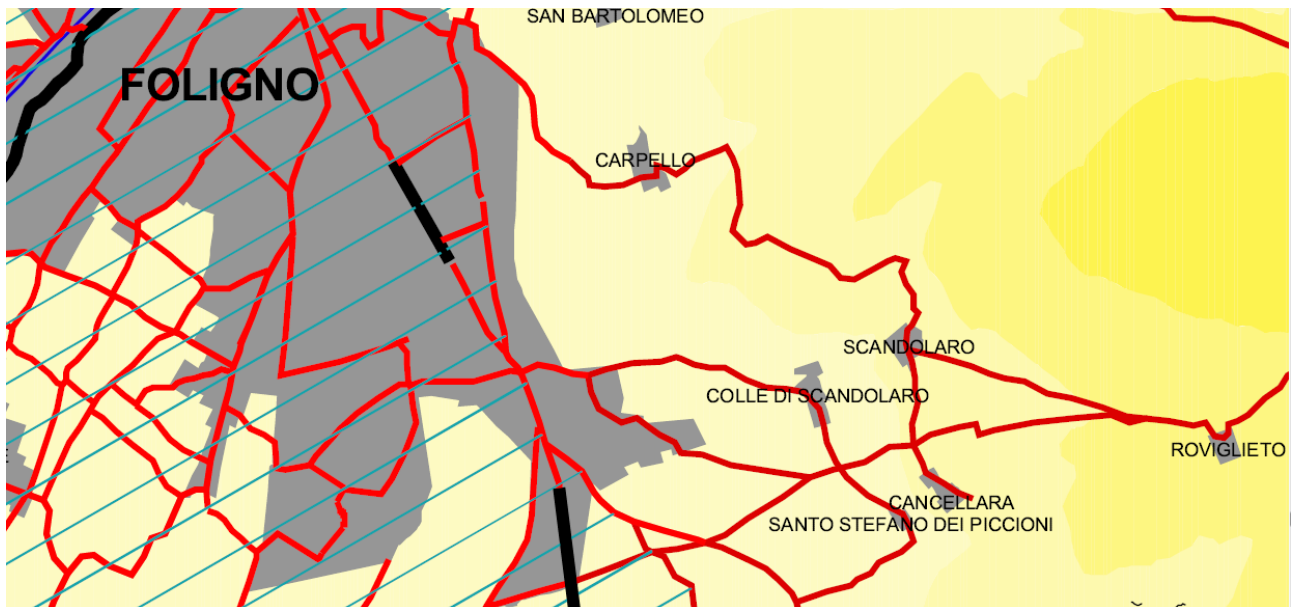 SAN BARTOLOMEO
FOLIGNO
CARPELLO
SCANDOLARO
COLLE DI SCANDOLARO
ROVIGLIETO
CANCELLARA
SANTO STEFANO DEI PICCIONI